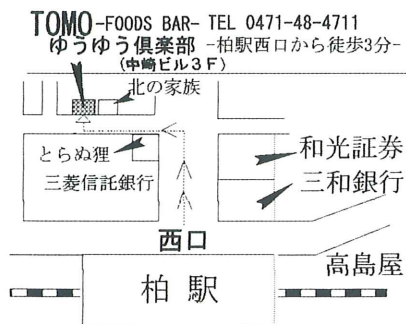 TOMO-FOODS BAR- TEL 0471-48-4711
ゆうゆう倶楽部 -柏駅西口から徒歩3分-
(中崎ビル3F)
北の家族
とらぬ狸
三菱信託銀行
和光証券
三和銀行
西口
高島屋
柏駅